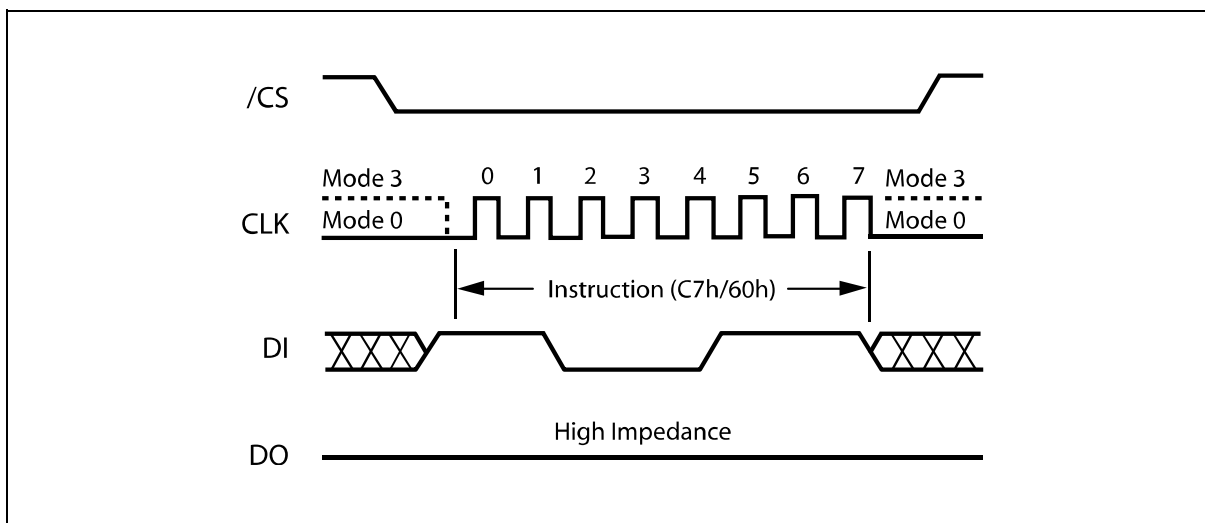 /CS
Mode 3 0 1 2 3 4 5 6 7 Mode 3
CLK Mode 0 Mode 0
Instruction (C7h/60h)
DI
High Impedance
DO